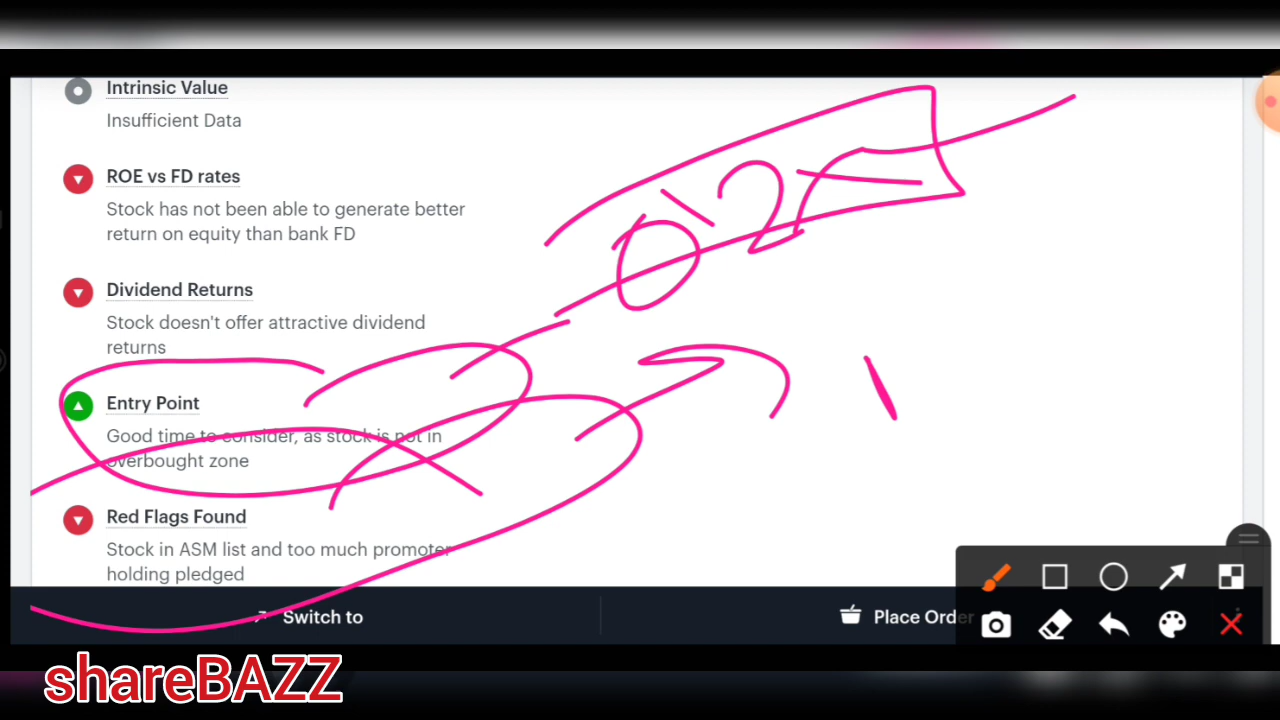 Intrinsic Value
Insufficient Data
ROE vs FD rates
Stock has not been able to generate better
return on equity than bank FD
Dividend Returns
Stock doesn't offer attractive dividend
returns
Entry Point
Good time to consider, as stock is not in
overbought zone
Red Flags Found
Stock in ASM list and too much promoter
holding pledged
Switch to
Place Order
shareBAZZ